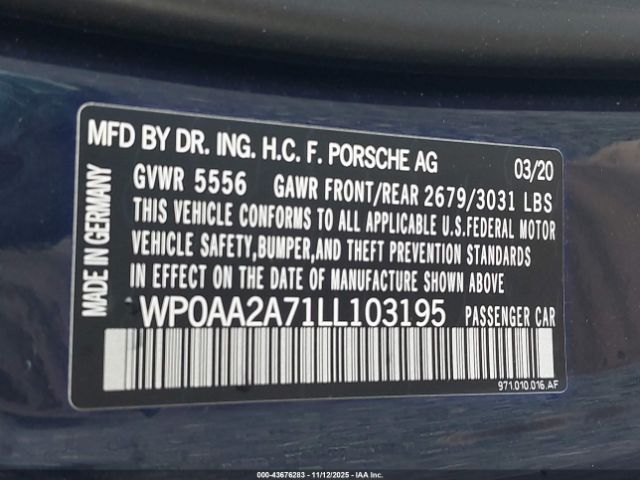 MFD BY DR. ING. H.C. F. PORSCHE AG 03/20
MADE IN GERMANY
GVWR 5556 GAWR FRONT/REAR 2679/3031 LBS
THIS VEHICLE CONFORMS TO ALL APPLICABLE U.S.FEDERAL MOTOR
VEHICLE SAFETY,BUMPER,AND THEFT PREVENTION STANDARDS
IN EFFECT ON THE DATE OF MANUFACTURE SHOWN ABOVE
WP0AA2A71LL103195 PASSENGER CAR
971.010.016.AF
000-43676283 - 11/12/2025 - IAAI.COM